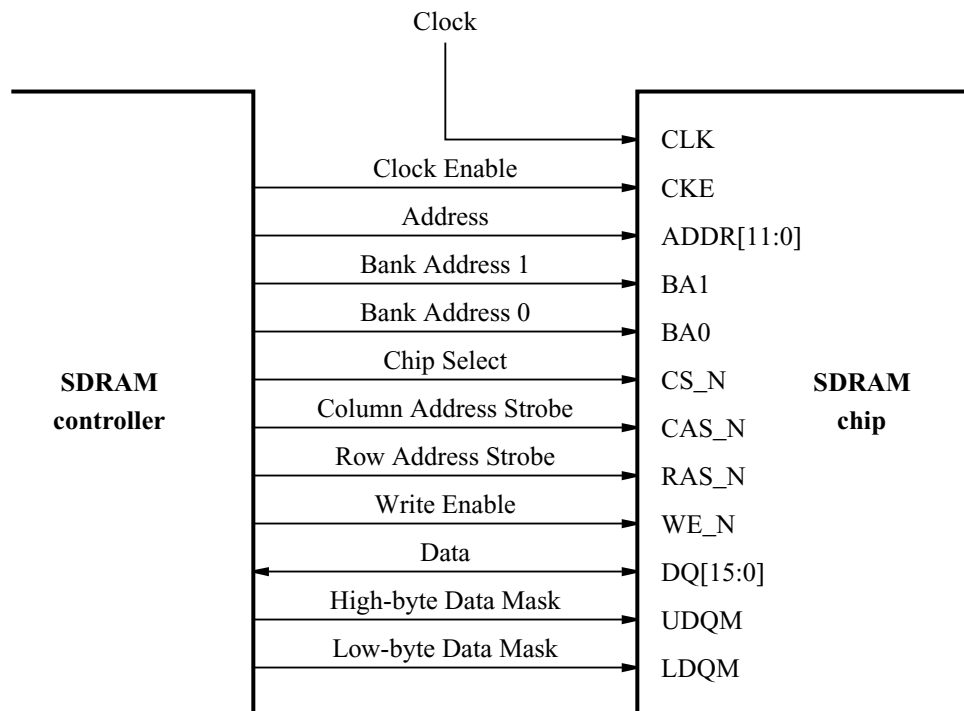 Clock
CLK
Clock Enable
CKE
Address
ADDR[11:0]
Bank Address 1
BA1
Bank Address 0
BA0
Chip Select
CS_N
Column Address Strobe
CAS_N
Row Address Strobe
RAS_N
Write Enable
WE_N
Data
DQ[15:0]
High-byte Data Mask
UDQM
Low-byte Data Mask
LDQM
SDRAM
controller
SDRAM
chip